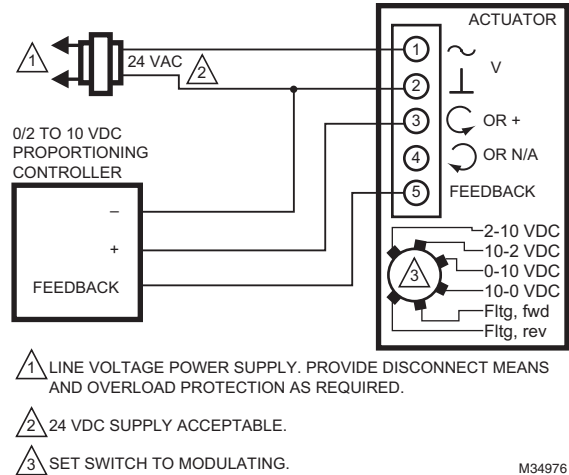 ACTUATOR
1
24 VAC
2
1
V
2
0/2 TO 10 VDC
PROPORTIONING
CONTROLLER
3
OR +
4
OR N/A
5
FEEDBACK
–
+
FEEDBACK
2-10 VDC
10-2 VDC
0-10 VDC
10-0 VDC
Fltg, fwd
Fltg, rev
3
1 LINE VOLTAGE POWER SUPPLY. PROVIDE DISCONNECT MEANS
AND OVERLOAD PROTECTION AS REQUIRED.
2 24 VDC SUPPLY ACCEPTABLE.
3 SET SWITCH TO MODULATING.
M34976